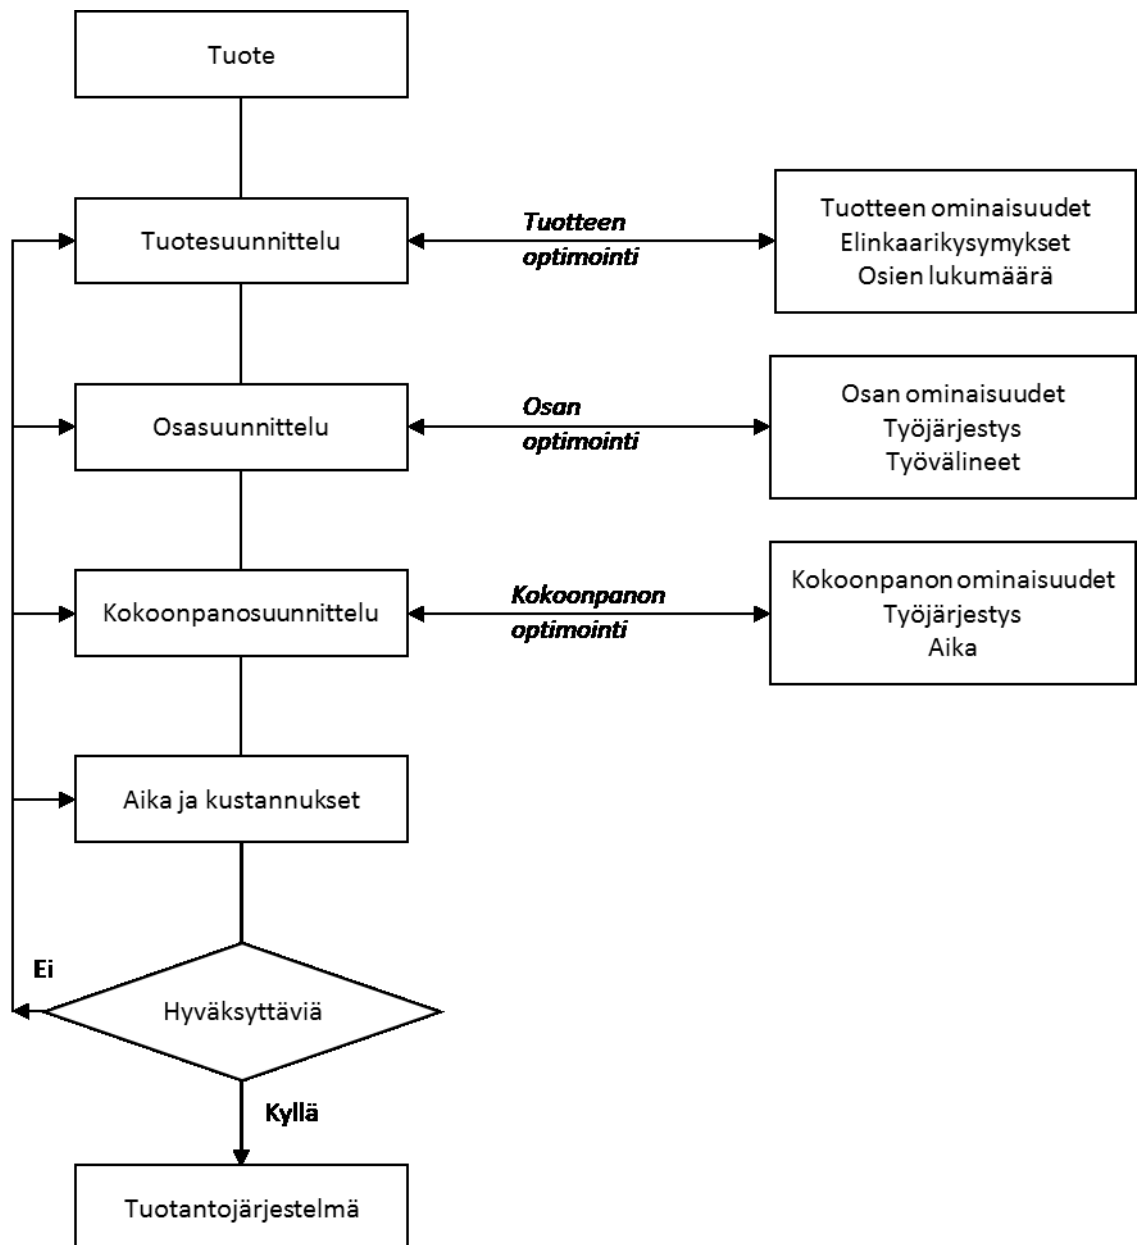 Tuote
Tuotesuunnittelu
Tuotteen
optimointi
Tuotteen ominaisuudet
Elinkaarikysymykset
Osien lukumäärä
Osasuunnittelu
Osan
optimointi
Osan ominaisuudet
Työjärjestys
Työvälineet
Kokoonpanosuunnittelu
Kokoonpanon
optimointi
Kokoonpanon ominaisuudet
Työjärjestys
Aika
Aika ja kustannukset
Ei
Hyväksyttäviä
Kyllä
Tuotantojärjestelmä